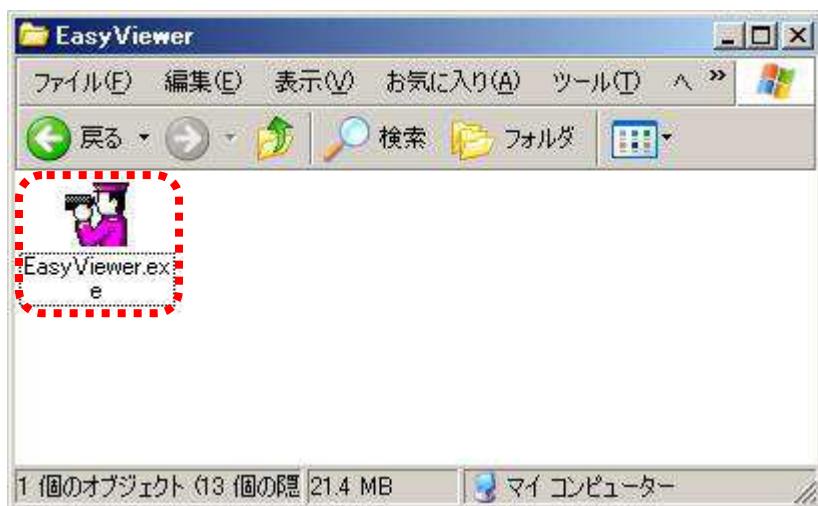 EasyViewer
ファイル(F) 編集(E) 表示(V) お気に入り(A) ツール(T) ヘ »
戻る 検索 フォルダ
EasyViewer.ex
e
1 個のオブジェクト (13 個の隠 21.4 MB マイ コンピューター